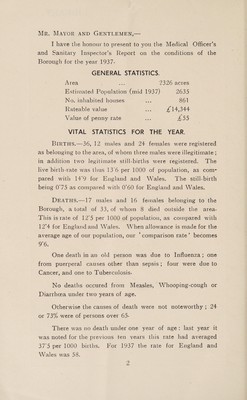 MR. MAYOR AND GENTLEMEN,—
I have the honour to present to you the Medical Officer's
and Sanitary Inspector's Report on the conditions of the
Borough for the year 1937·
GENERAL STATISTICS.
Area ... 7326 acres
Estimated Population (mid 1937) 2635
No. inhabited houses ... 861
Rateable value ... £14,344
Value of penny rate ... £55
VITAL STATISTICS FOR THE YEAR.
BIRTHS.—36, 12 males and 24 females were registered
as belonging to the area, of whom three males were illegitimate;
in addition two legitimate still-births were registered. The
live birth-rate was thus 13·6 per 1000 of population, as com-
pared with 14'9 for England and Wales. The still-birth
being 0'75 as compared with 0'60 for England and Wales.
DEATHS.—17 males and 16 females belonging to the
Borough, a total of 33, of whom 8 died outside the area.
This is rate of 12'5 per 1000 of population, as compared with
12'4 for England and Wales. When allowance is made for the
average age of our population, our 'comparison rate' becomes
9'6.
One death in an old person was due to Influenza; one
from puerperal causes other than sepsis; four were due to
Cancer, and one to Tuberculosis.
No deaths occured from Measles, Whooping-cough or
Diarrhœa under two years of age.
Otherwise the causes of death were not noteworthy; 24
or 73% were of persons over 65·
There was no death under one year of age; last year it
was noted for the previous ten years this rate had averaged
37'5 per 1000 births. For 1937 the rate for England and
Wales was 58.
2